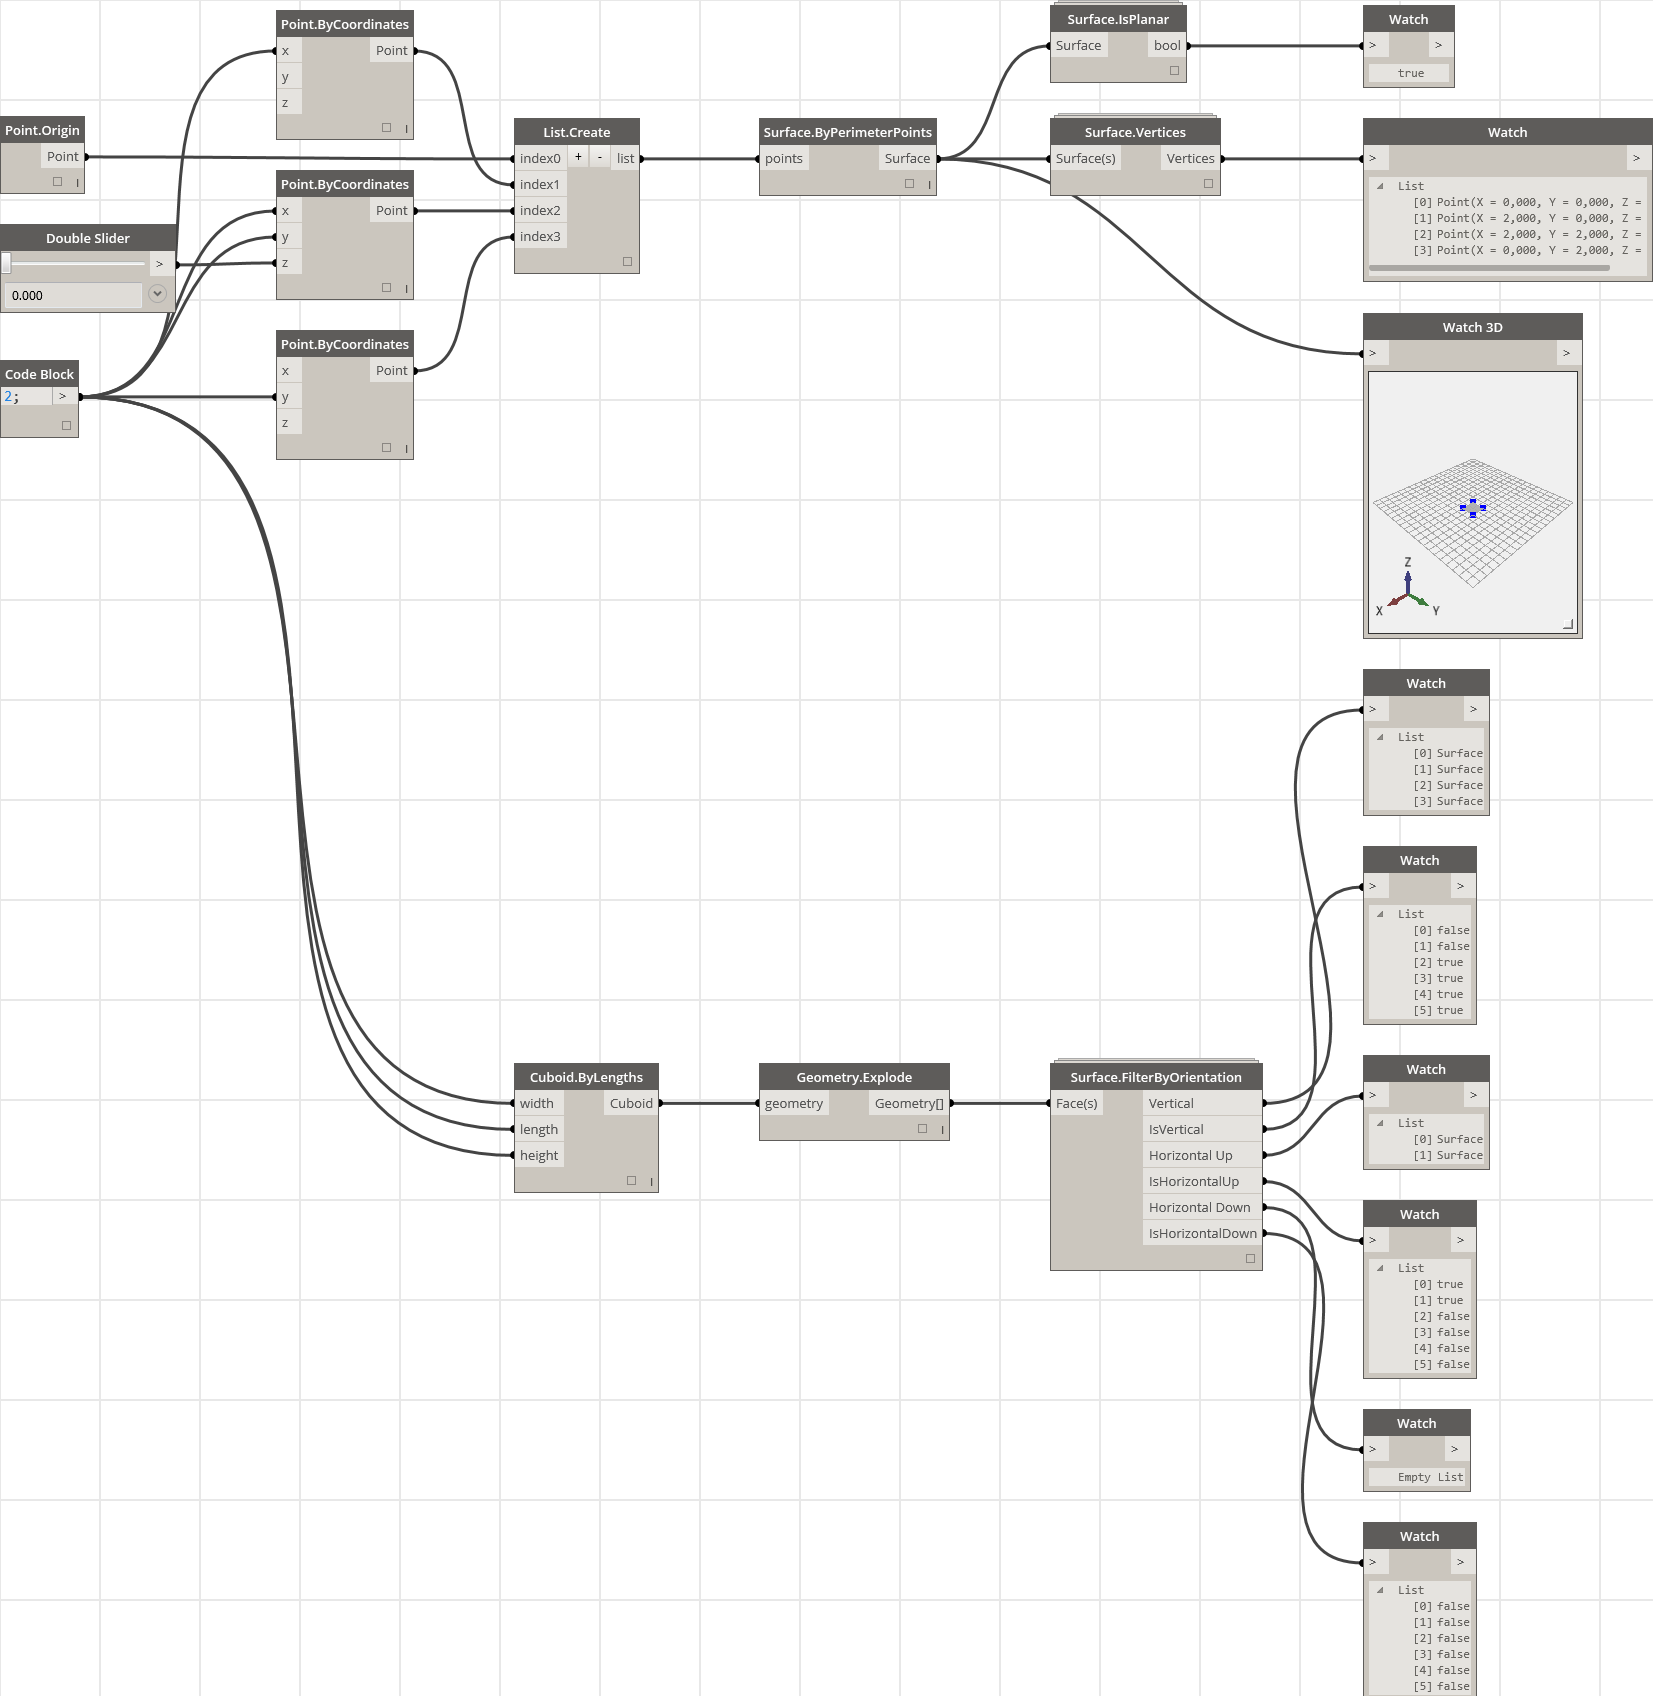 Point.ByCoordinates
x Point
y
z
Point.Origin
Point
Point.ByCoordinates
x Point
y
z
Double Slider
>
0.000
Point.ByCoordinates
x Point
y
z
Code Block
2; >
List.Create
index0 + - list
index1
index2
index3
Surface.ByPerimeterPoints
points Surface
Surface.IsPlanar
Surface bool
Watch
> >
true
Surface.Vertices
Surface(s) Vertices
Watch
> >
List
[0] Point(X = 0,000, Y = 0,000, Z =
[1] Point(X = 2,000, Y = 0,000, Z =
[2] Point(X = 2,000, Y = 2,000, Z =
[3] Point(X = 0,000, Y = 2,000, Z =
Watch 3D
> >
Z
X Y
Watch
> >
List
[0] Surface
[1] Surface
[2] Surface
[3] Surface
Watch
> >
List
[0] false
[1] false
[2] true
[3] true
[4] true
[5] true
Cuboid.ByLengths
width Cuboid
length
height
Geometry.Explode
geometry Geometry[]
Surface.FilterByOrientation
Face(s) Vertical
IsVertical
Horizontal Up
IsHorizontalUp
Horizontal Down
IsHorizontalDown
Watch
> >
List
[0] Surface
[1] Surface
Watch
> >
List
[0] true
[1] true
[2] false
[3] false
[4] false
[5] false
Watch
> >
Empty List
Watch
> >
List
[0] false
[1] false
[2] false
[3] false
[4] false
[5] false